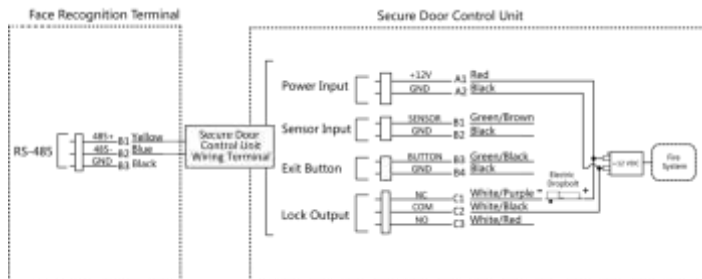 Face Recognition Terminal
Secure Door Control Unit
Power Input
+12V A1 Red
GND A2 Black
Sensor Input
SENSOR B1 Green/Brown
GND B2 Black
RS-485
485+ B1 Yellow
485- B2 Blue
GND B3 Black
Secure Door
Control Unit
Wiring Terminal
Exit Button
BUTTON B3 Green/Black
GND B4 Black
Lock Output
NC C1 White/Purple
COM C2 White/Black
NO C3 White/Red
Electric
Dropbolt
- +
+12 VDC
Fire
System